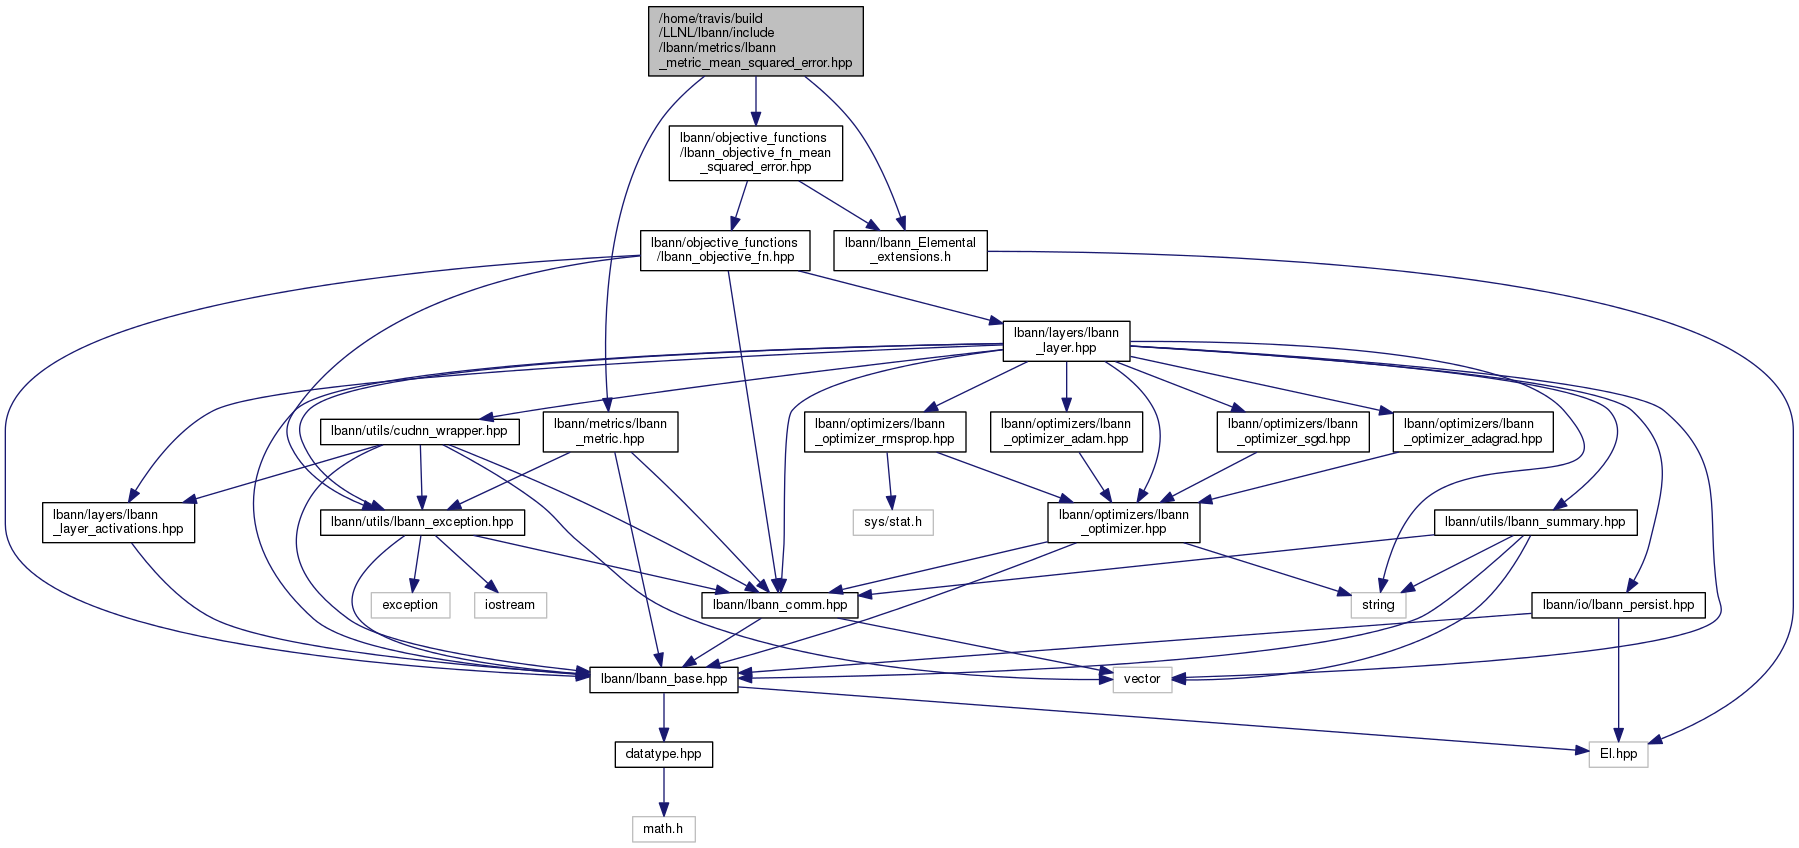 /home/travis/build
/LLNL/lbann/include
/lbann/metrics/lbann
_metric_mean_squared_error.hpp
lbann/objective_functions
/lbann_objective_fn_mean
_squared_error.hpp
lbann/objective_functions
/lbann_objective_fn.hpp
lbann/lbann_Elemental
_extensions.h
lbann/layers/lbann
_layer.hpp
lbann/utils/cudnn_wrapper.hpp
lbann/metrics/lbann
_metric.hpp
lbann/optimizers/lbann
_optimizer_rmsprop.hpp
lbann/optimizers/lbann
_optimizer_adam.hpp
lbann/optimizers/lbann
_optimizer_sgd.hpp
lbann/optimizers/lbann
_optimizer_adagrad.hpp
lbann/layers/lbann
_layer_activations.hpp
lbann/utils/lbann_exception.hpp
sys/stat.h
lbann/optimizers/lbann
_optimizer.hpp
lbann/utils/lbann_summary.hpp
exception
iostream
lbann/lbann_comm.hpp
string
lbann/io/lbann_persist.hpp
lbann/lbann_base.hpp
vector
datatype.hpp
El.hpp
math.h